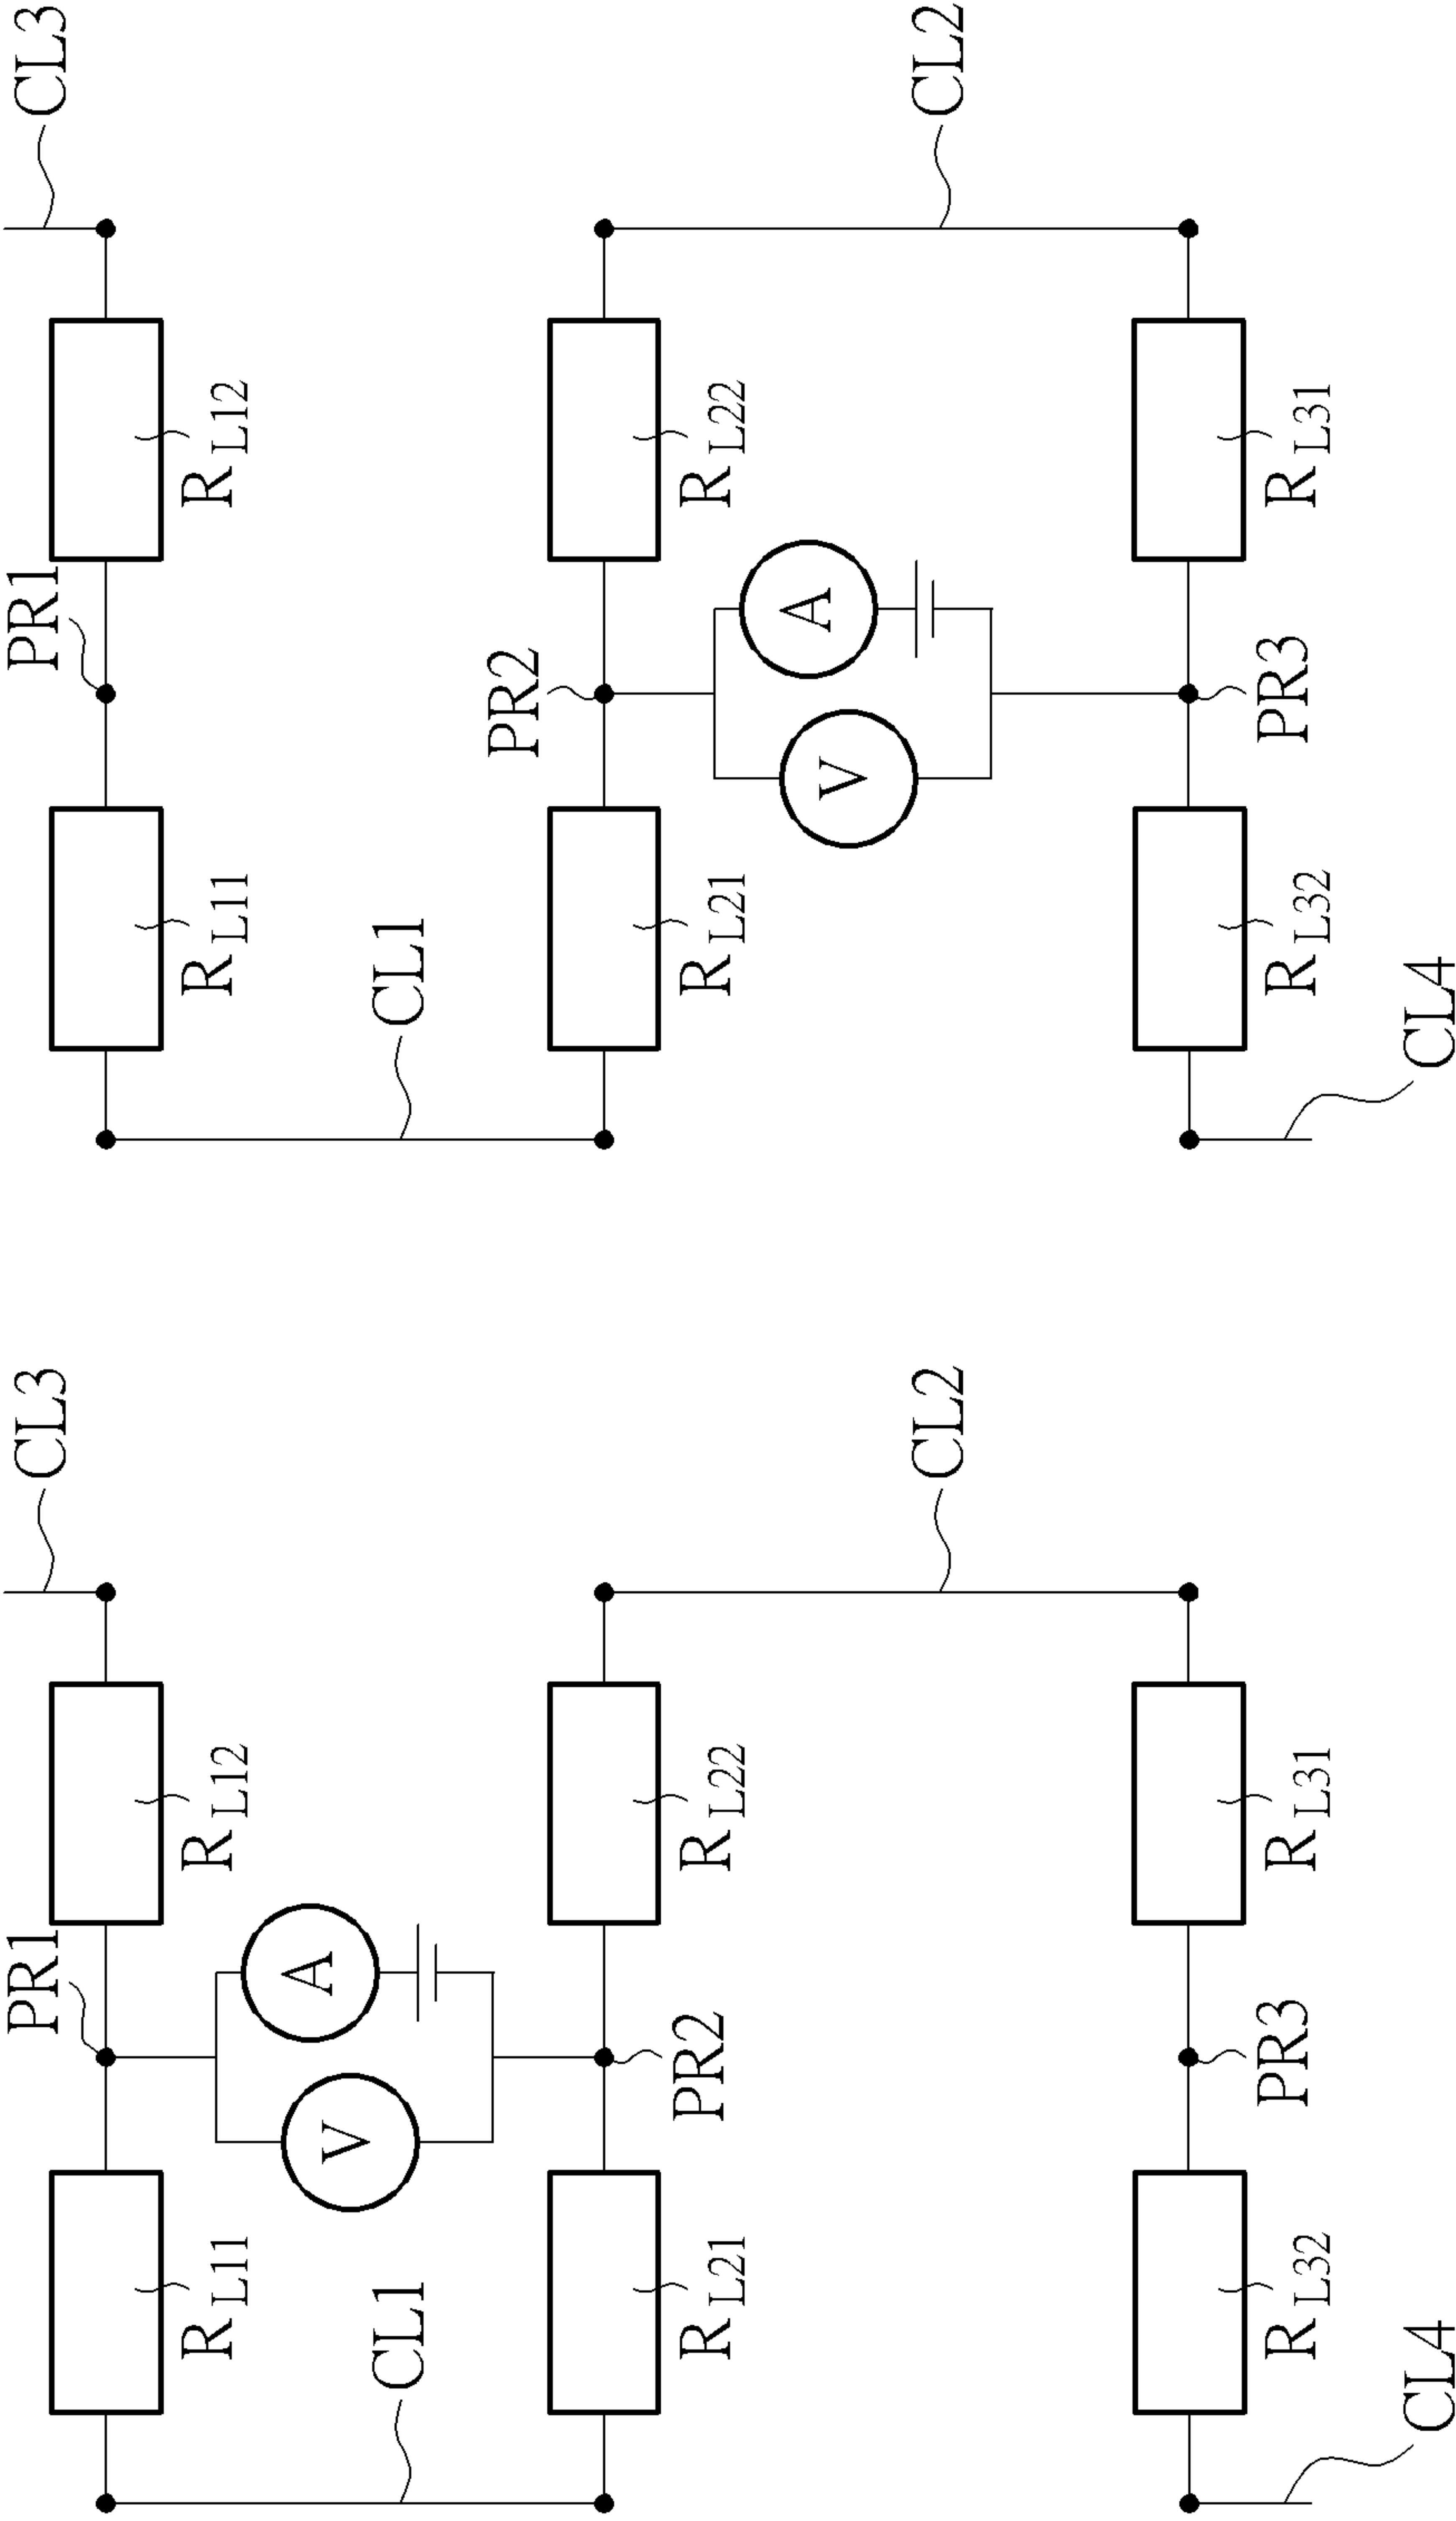 CL3
PR1
R L12
R L11
CL1
CL2
PR2
R L22
R L21
A
V
PR3
R L31
R L32
CL4
CL3
PR1
R L12
R L11
A
V
CL1
CL2
PR2
R L22
R L21
PR3
R L31
R L32
CL4